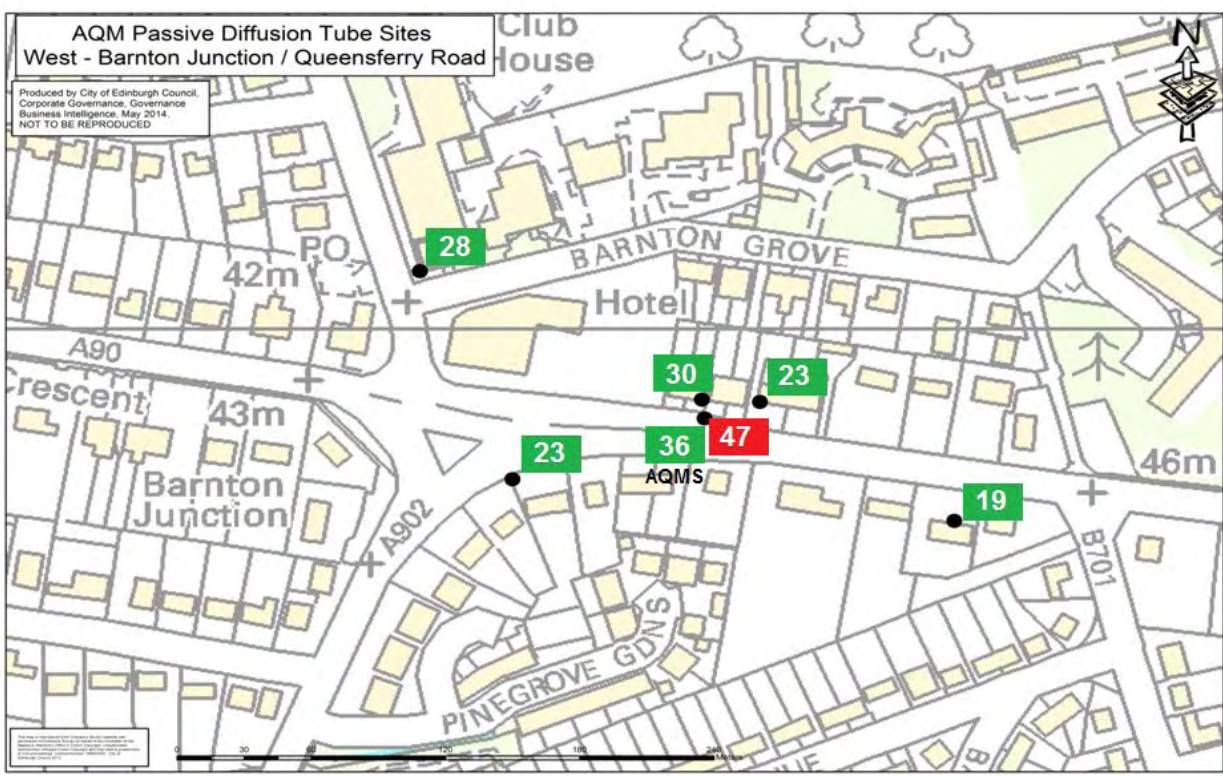 AQM Passive Diffusion Tube Sites
West - Barnton Junction / Queensferry Road
Produced by City of Edinburgh Council,
Corporate Governance, Governance
Business Intelligence, May 2014.
NOT TO BE REPRODUCED
Club
House
N
28
PO
42m
BARNTON GROVE
Hotel
A90
Crescent
43m
30
23
36
47
AQMS
23
46m
Barnton
Junction
A902
19
B701
PINEGROVE GDNS
0
60
120
180
240